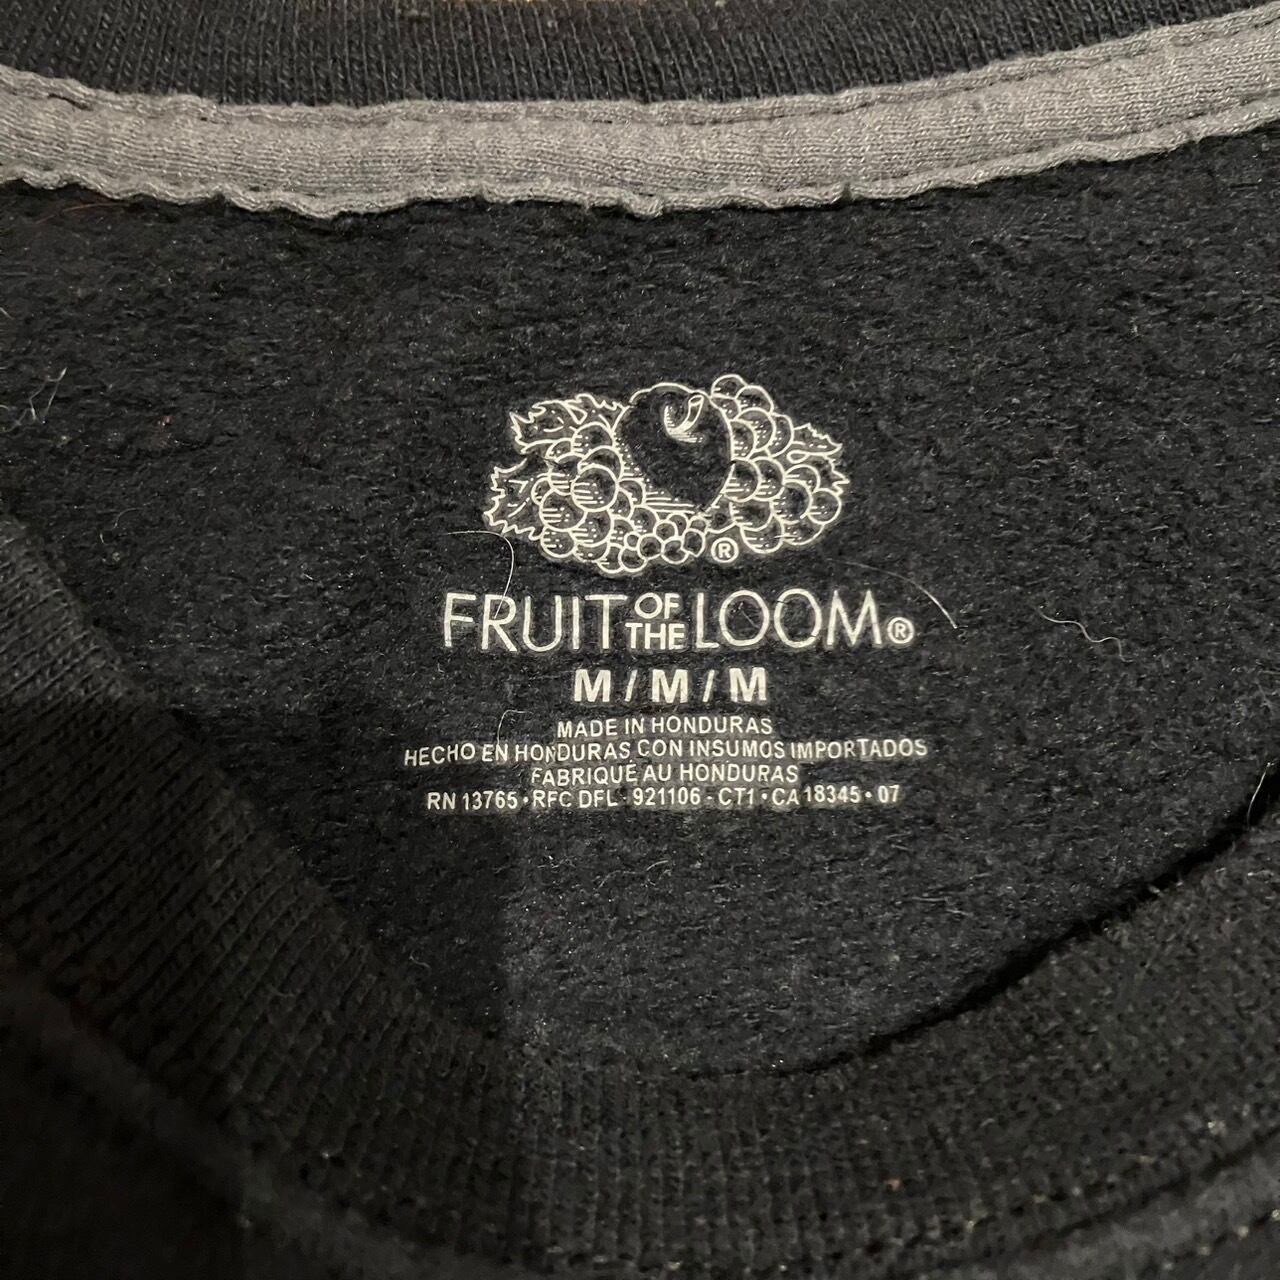 ®
FRUIT OF THE LOOM®
M / M / M
MADE IN HONDURAS
HECHO EN HONDURAS CON INSUMOS IMPORTADOS
FABRIQUÉ AU HONDURAS
RN 13765 • RFC DFL - 921106 - CT1 • CA 18345 • 07